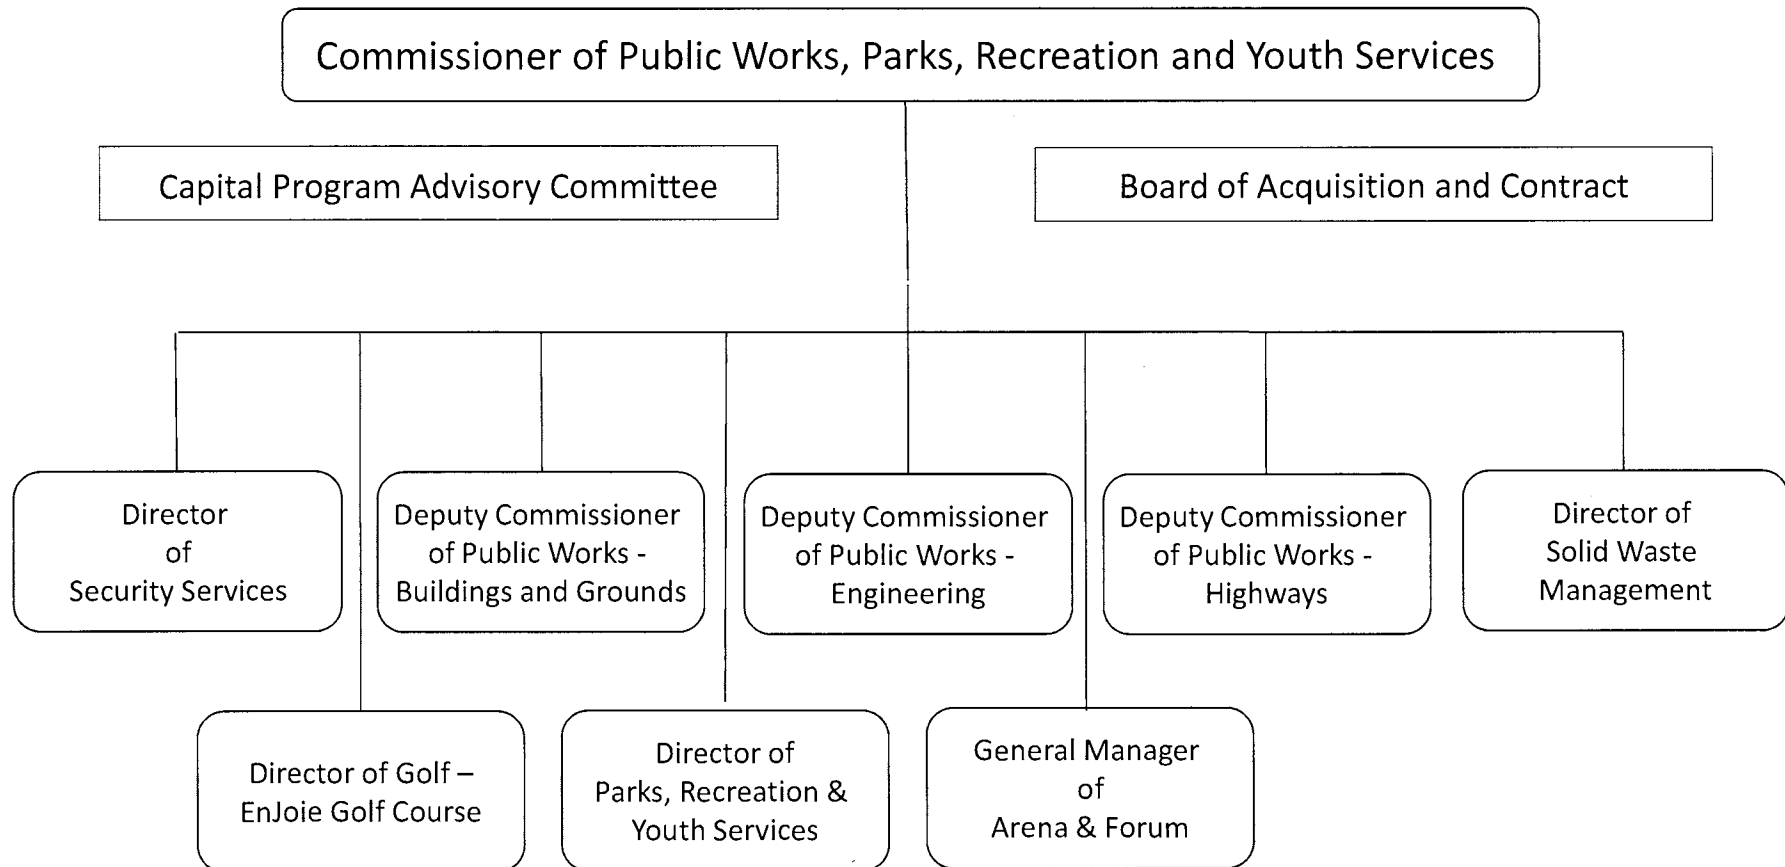 Commissioner of Public Works, Parks, Recreation and Youth Services
Capital Program Advisory Committee
Board of Acquisition and Contract
Director
of
Security Services
Deputy Commissioner
of Public Works -
Buildings and Grounds
Deputy Commissioner
of Public Works -
Engineering
Deputy Commissioner
of Public Works -
Highways
Director of
Solid Waste
Management
Director of Golf –
EnJoie Golf Course
Director of
Parks, Recreation &
Youth Services
General Manager
of
Arena & Forum